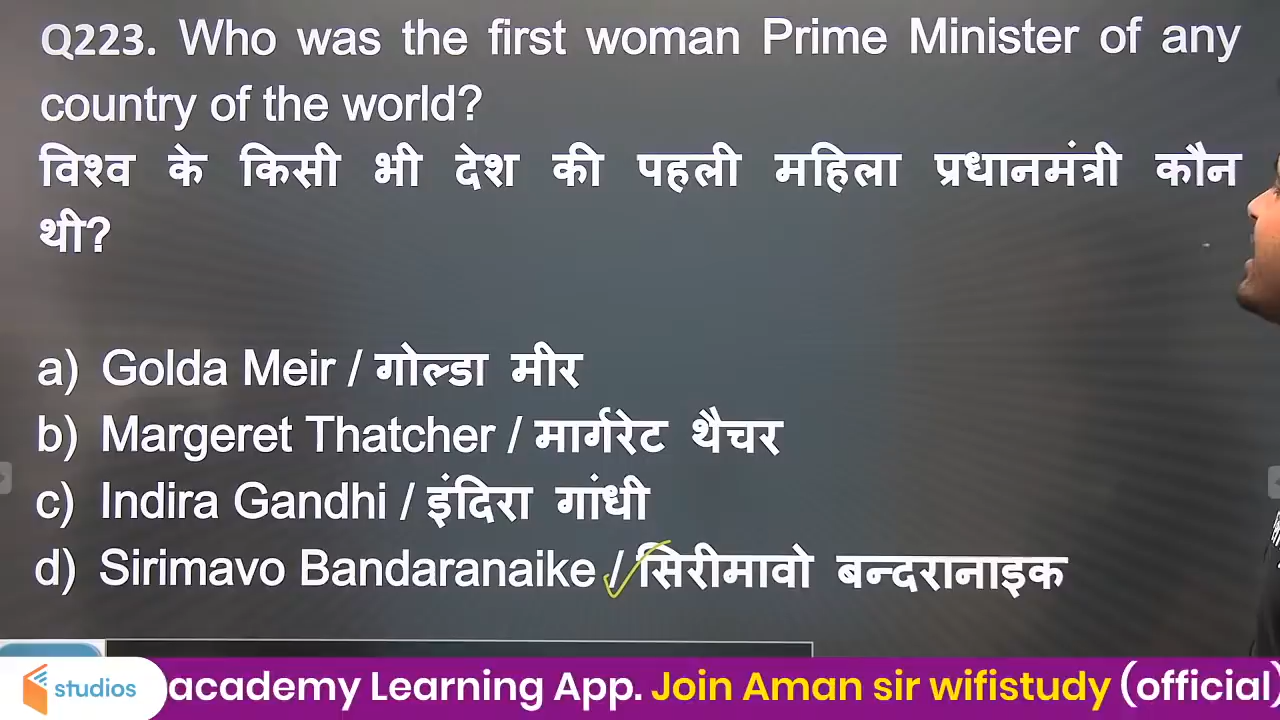 Q223. Who was the first woman Prime Minister of any
country of the world?
विश्व के किसी भी देश की पहली महिला प्रधानमंत्री कौन
थी?
a) Golda Meir / गोल्डा मीर
b) Margeret Thatcher / मार्गरेट थैचर
c) Indira Gandhi / इंदिरा गांधी
d) Sirimavo Bandaranaike / सिरीमावो बन्दरानाइक
studios
academy Learning App. Join Aman sir wifistudy (official)